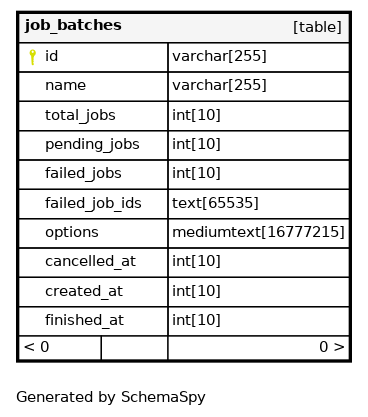 job_batches [table]
id varchar[255]
name varchar[255]
total_jobs int[10]
pending_jobs int[10]
failed_jobs int[10]
failed_job_ids text[65535]
options mediumtext[16777215]
cancelled_at int[10]
created_at int[10]
finished_at int[10]
< 0 0 >
Generated by SchemaSpy